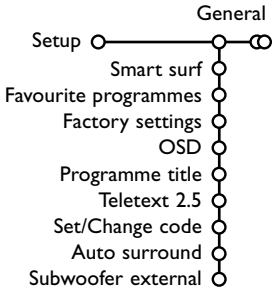 General
Setup
Smart surf
Favourite programmes
Factory settings
OSD
Programme title
Teletext 2.5
Set/Change code
Auto surround
Subwoofer external